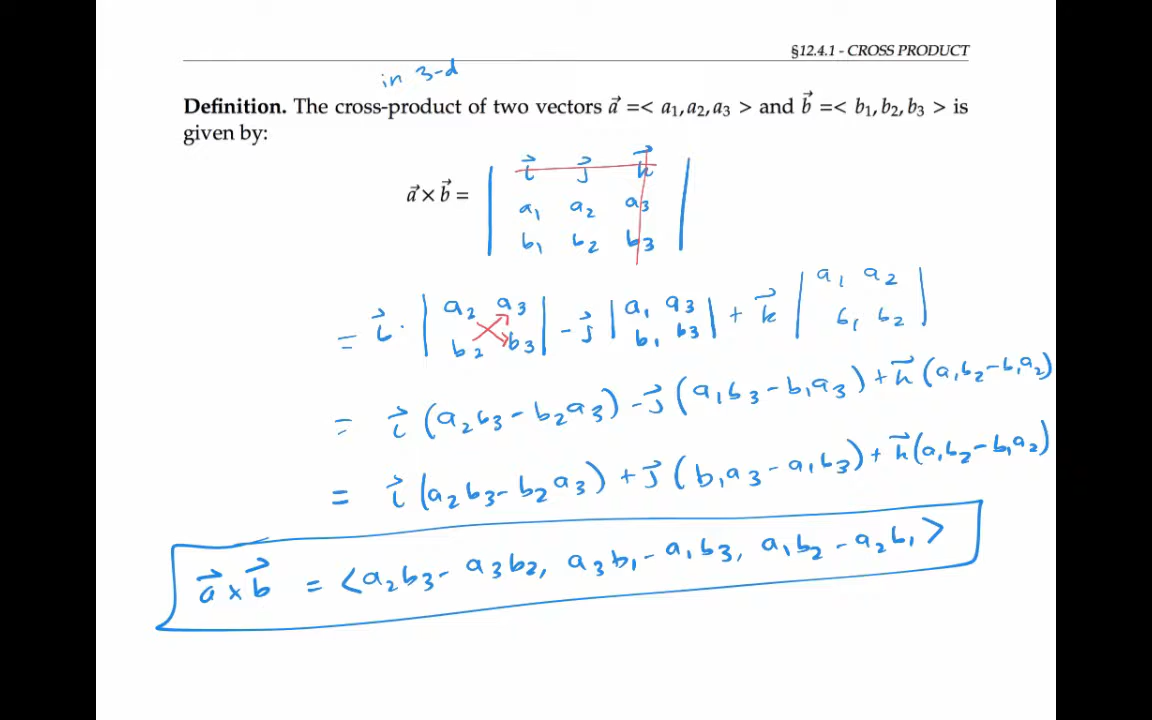 §12.4.1 - CROSS PRODUCT
in 3-d
Definition. The cross-product of two vectors a⃗ =< a₁, a₂, a₃ > and b⃗ =< b₁, b₂, b₃ > is
given by:
a⃗ × b⃗ = | i⃗ j⃗ k⃗ |
| a₁ a₂ a₃ |
| b₁ b₂ b₃ |
= i⃗ · | a₂ a₃ | - j⃗ | a₁ a₃ | + k⃗ | a₁ a₂ |
| b₂ b₃ | | b₁ b₃ | | b₁ b₂ |
= i⃗ (a₂b₃ - b₂a₃) - j⃗ (a₁b₃ - b₁a₃) + k⃗ (a₁b₂ - b₁a₂)
= i⃗ (a₂b₃ - b₂a₃) + j⃗ (b₁a₃ - a₁b₃) + k⃗ (a₁b₂ - b₁a₂)
a⃗ × b⃗ = <a₂b₃ - a₃b₂, a₃b₁ - a₁b₃, a₁b₂ - a₂b₁>